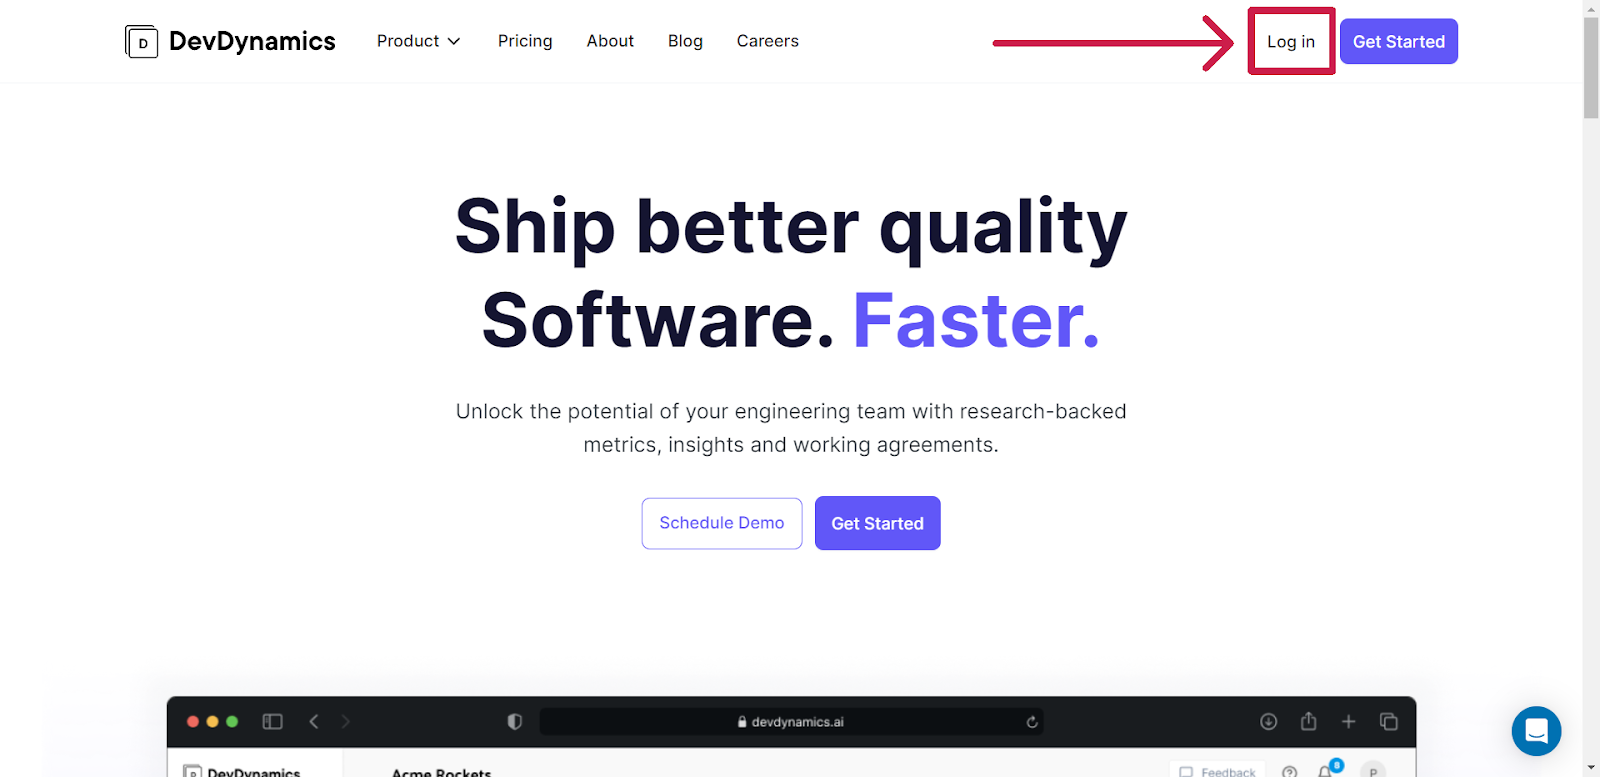 D DevDynamics Product Pricing About Blog Careers Log in Get Started
Ship better quality
Software. Faster.
Unlock the potential of your engineering team with research-backed
metrics, insights and working agreements.
Schedule Demo Get Started
devdynamics.ai
D DevDynamics Acme Rockets Feedback 8 P